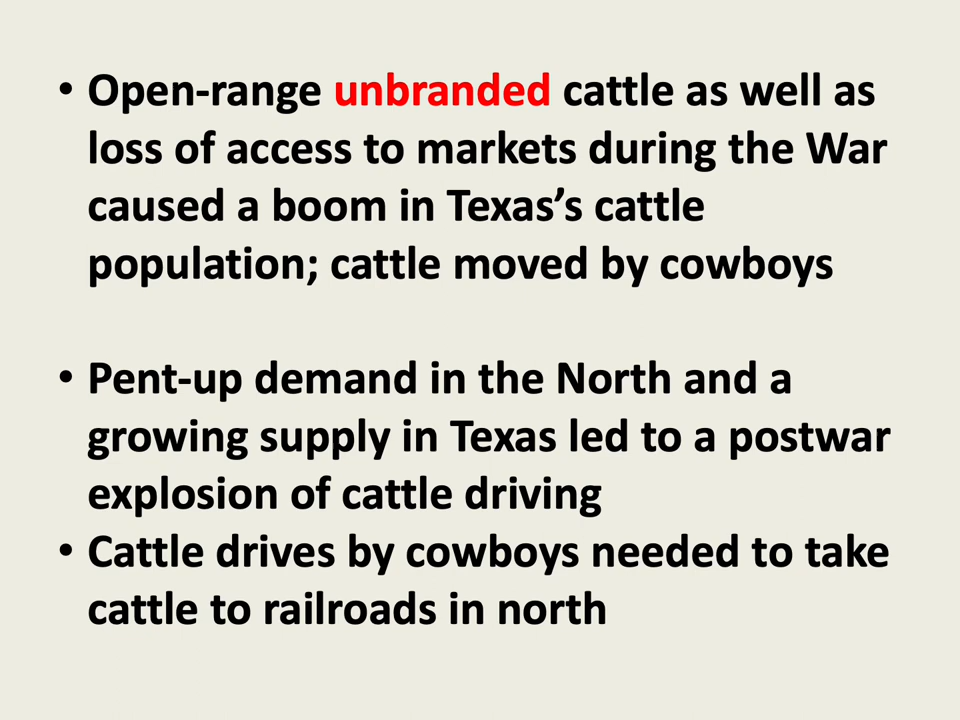 • Open-range unbranded cattle as well as
loss of access to markets during the War
caused a boom in Texas’s cattle
population; cattle moved by cowboys
• Pent-up demand in the North and a
growing supply in Texas led to a postwar
explosion of cattle driving
• Cattle drives by cowboys needed to take
cattle to railroads in north